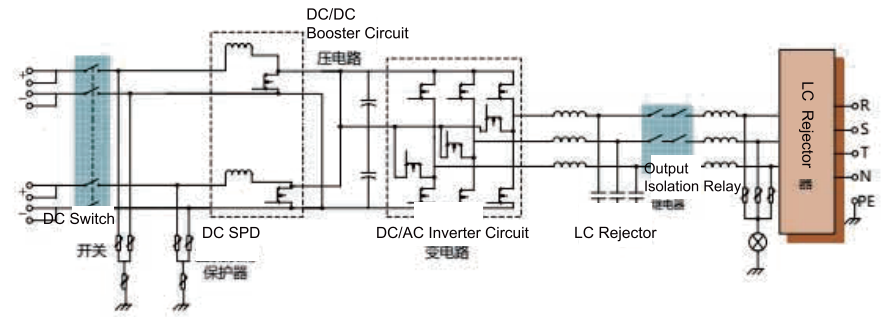 DC/DC
Booster Circuit
压电路
+
−
LC Rejector
器
R
S
T
N
PE
+
−
Output
Isolation Relay
继电器
DC Switch
DC SPD
DC/AC Inverter Circuit
LC Rejector
开关
保护器
变电路